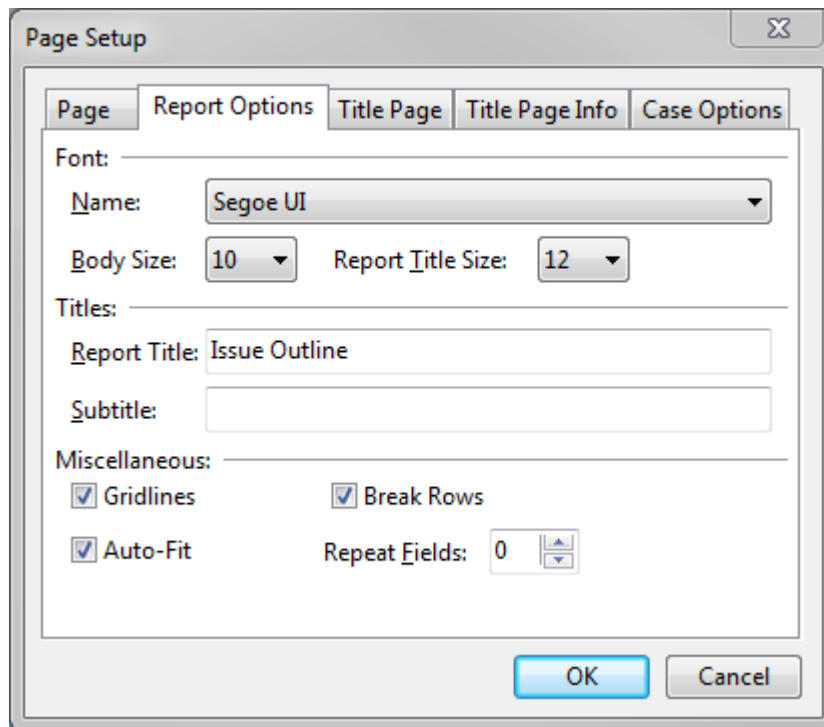 Page Setup
Page Report Options Title Page Title Page Info Case Options
Font:
Name: Segoe UI
Body Size: 10 Report Title Size: 12
Titles:
Report Title: Issue Outline
Subtitle:
Miscellaneous:
Gridlines Break Rows
Auto-Fit Repeat Fields: 0
OK Cancel